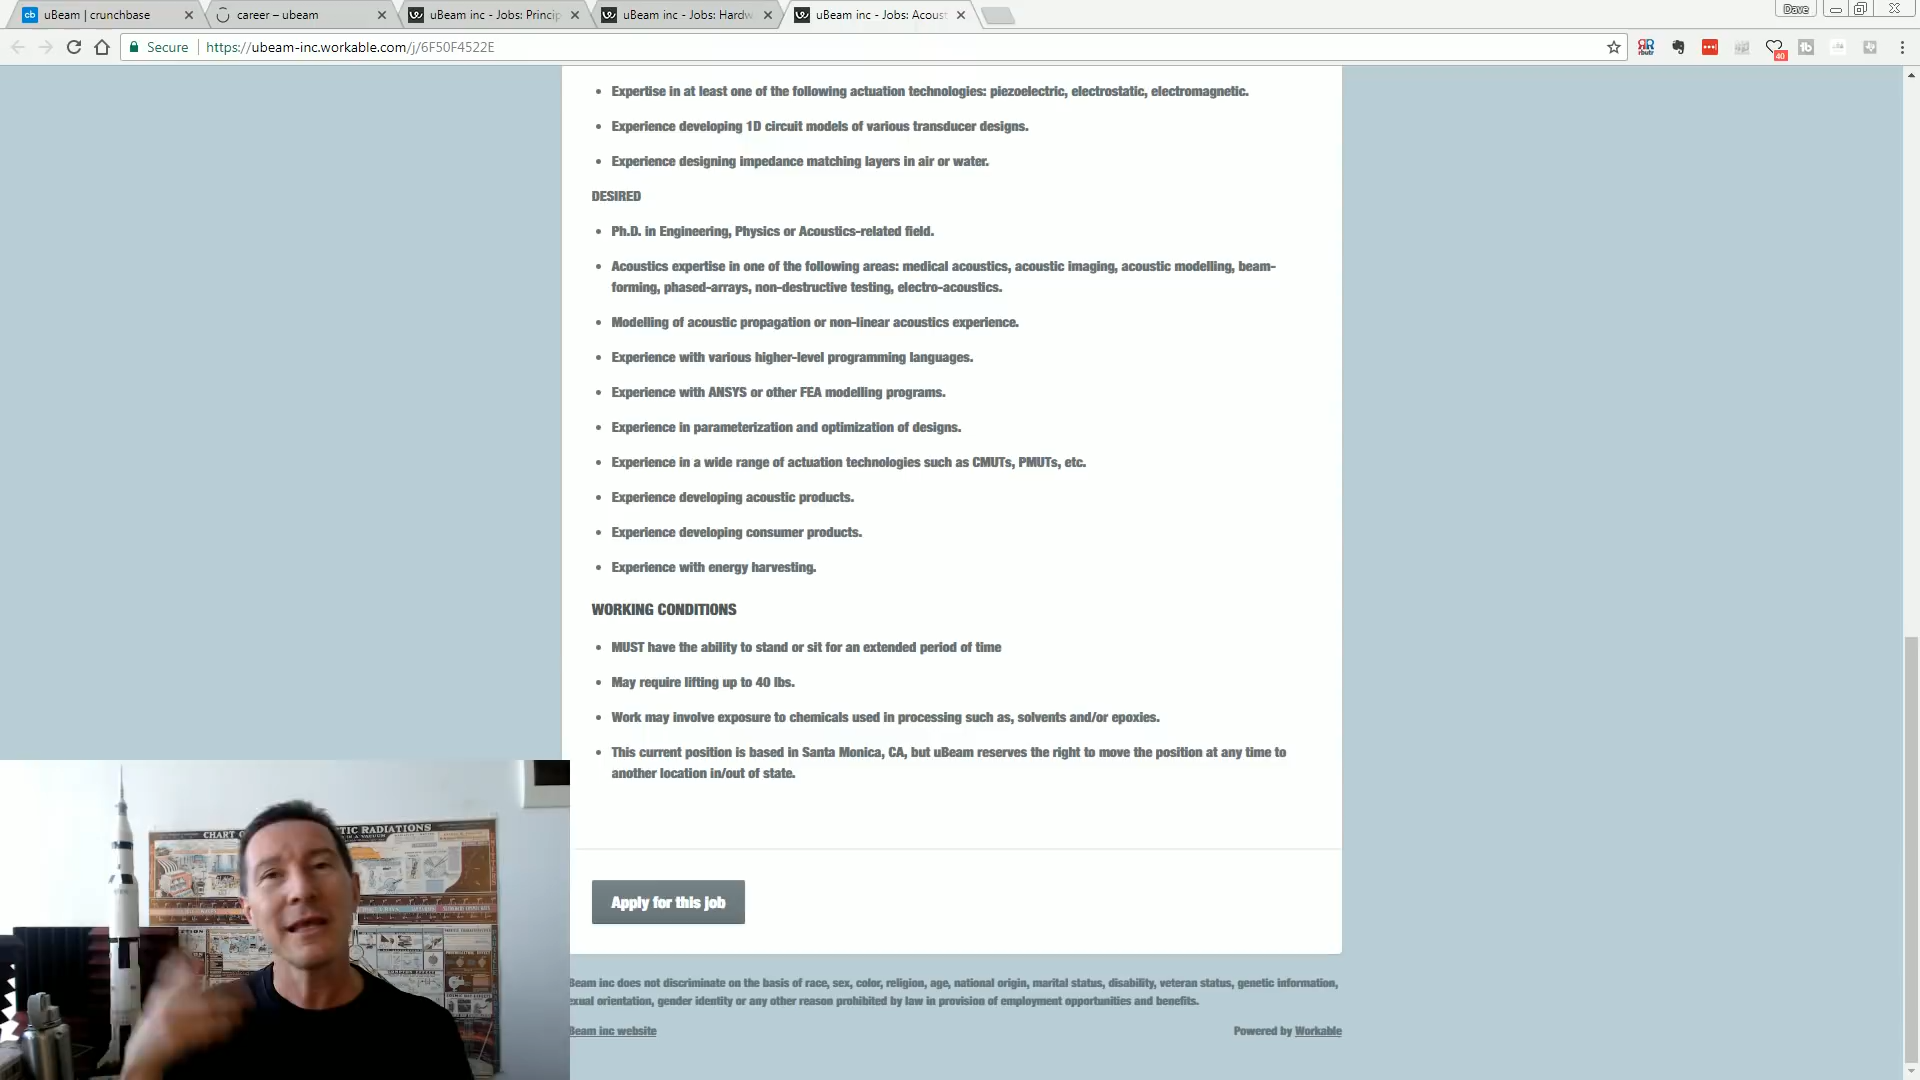 uBeam | crunchbase
career – ubeam
uBeam inc - Jobs: Princip
uBeam inc - Jobs: Hardw
uBeam inc - Jobs: Acoust
Dave
Secure
https://ubeam-inc.workable.com/j/6F50F4522E
rbutr
40
Expertise in at least one of the following actuation technologies: piezoelectric, electrostatic, electromagnetic.
Experience developing 1D circuit models of various transducer designs.
Experience designing impedance matching layers in air or water.
DESIRED
Ph.D. in Engineering, Physics or Acoustics-related field.
Acoustics expertise in one of the following areas: medical acoustics, acoustic imaging, acoustic modelling, beam-
forming, phased-arrays, non-destructive testing, electro-acoustics.
Modelling of acoustic propagation or non-linear acoustics experience.
Experience with various higher-level programming languages.
Experience with ANSYS or other FEA modelling programs.
Experience in parameterization and optimization of designs.
Experience in a wide range of actuation technologies such as CMUTs, PMUTs, etc.
Experience developing acoustic products.
Experience developing consumer products.
Experience with energy harvesting.
WORKING CONDITIONS
MUST have the ability to stand or sit for an extended period of time
May require lifting up to 40 lbs.
Work may involve exposure to chemicals used in processing such as, solvents and/or epoxies.
This current position is based in Santa Monica, CA, but uBeam reserves the right to move the position at any time to
another location in/out of state.
Apply for this job
Beam inc does not discriminate on the basis of race, sex, color, religion, age, national origin, marital status, disability, veteran status, genetic information,
exual orientation, gender identity or any other reason prohibited by law in provision of employment opportunities and benefits.
Beam inc website
Powered by Workable
CHART
TIC RADIATIONS